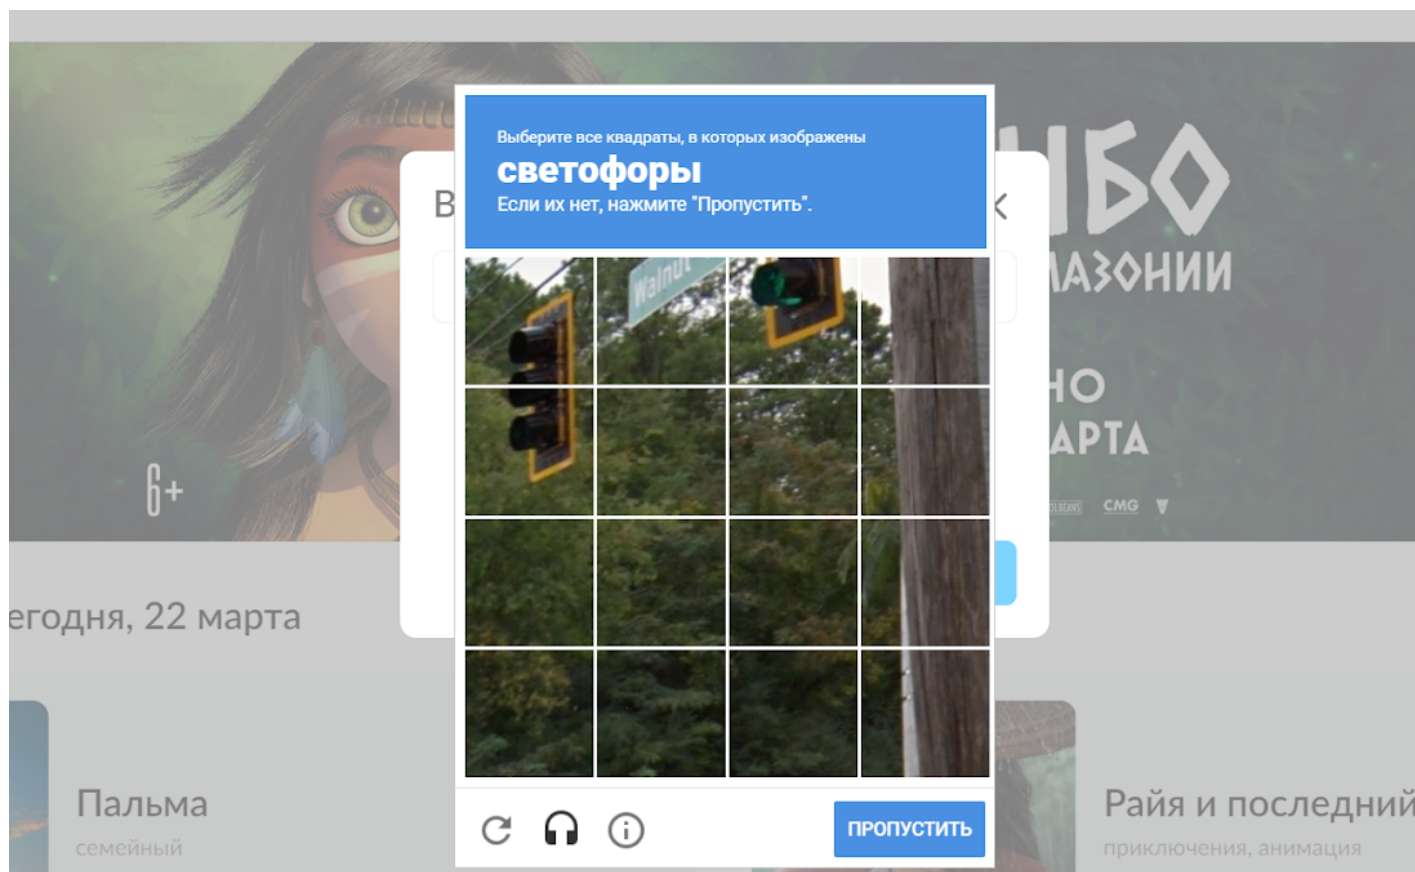 Выберите все квадраты, в которых изображены
светофоры
Если их нет, нажмите "Пропустить".
В
ИБО
АЗОНИИ
Walnut
НО
АРТА
6+
CMG
егодня, 22 марта
Пальма
семейный
ПРОПУСТИТЬ
Райя и последний
приключения, анимация